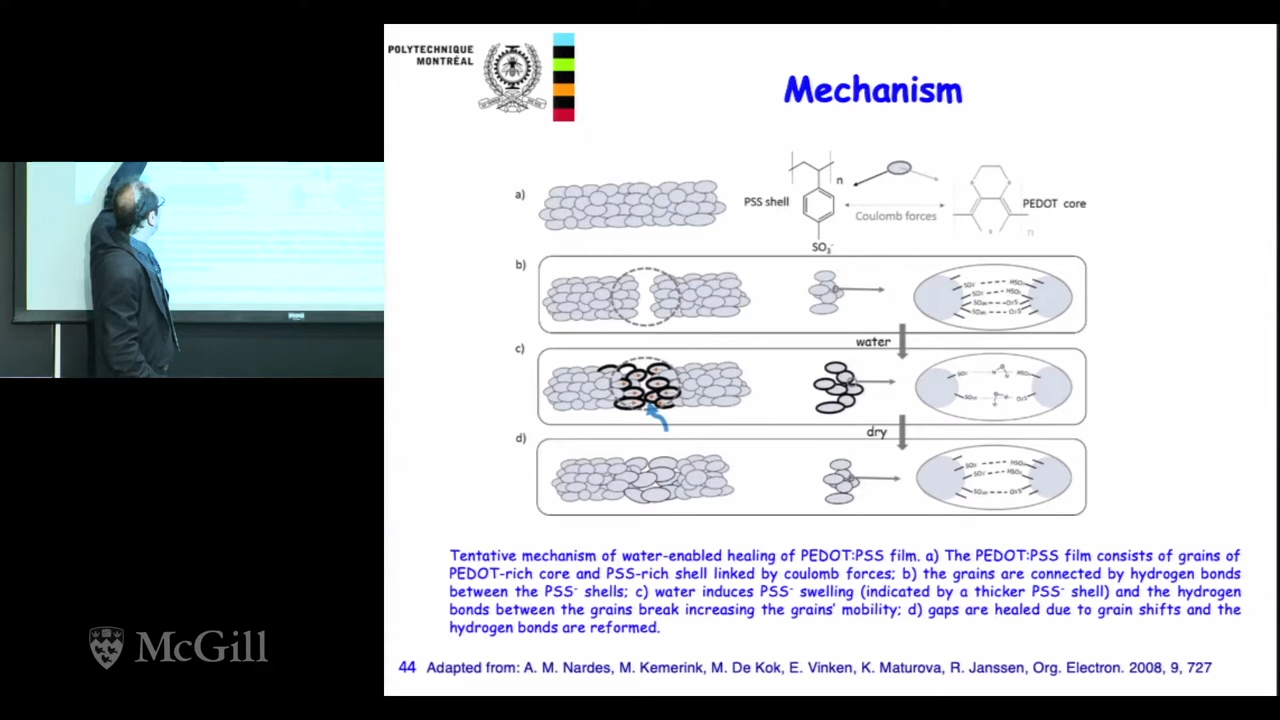 POLYTECHNIQUE
MONTRÉAL
Mechanism
a)
PSS shell
n
SO3-
Coulomb forces
PEDOT core
n
b)
water
c)
dry
d)
Tentative mechanism of water-enabled healing of PEDOT:PSS film. a) The PEDOT:PSS film consists of grains of
PEDOT-rich core and PSS-rich shell linked by coulomb forces; b) the grains are connected by hydrogen bonds
between the PSS- shells; c) water induces PSS- swelling (indicated by a thicker PSS- shell) and the hydrogen
bonds between the grains break increasing the grains' mobility; d) gaps are healed due to grain shifts and the
hydrogen bonds are reformed.
44 Adapted from: A. M. Nardes, M. Kemerink, M. De Kok, E. Vinken, K. Maturova, R. Janssen, Org. Electron. 2008, 9, 727
McGill